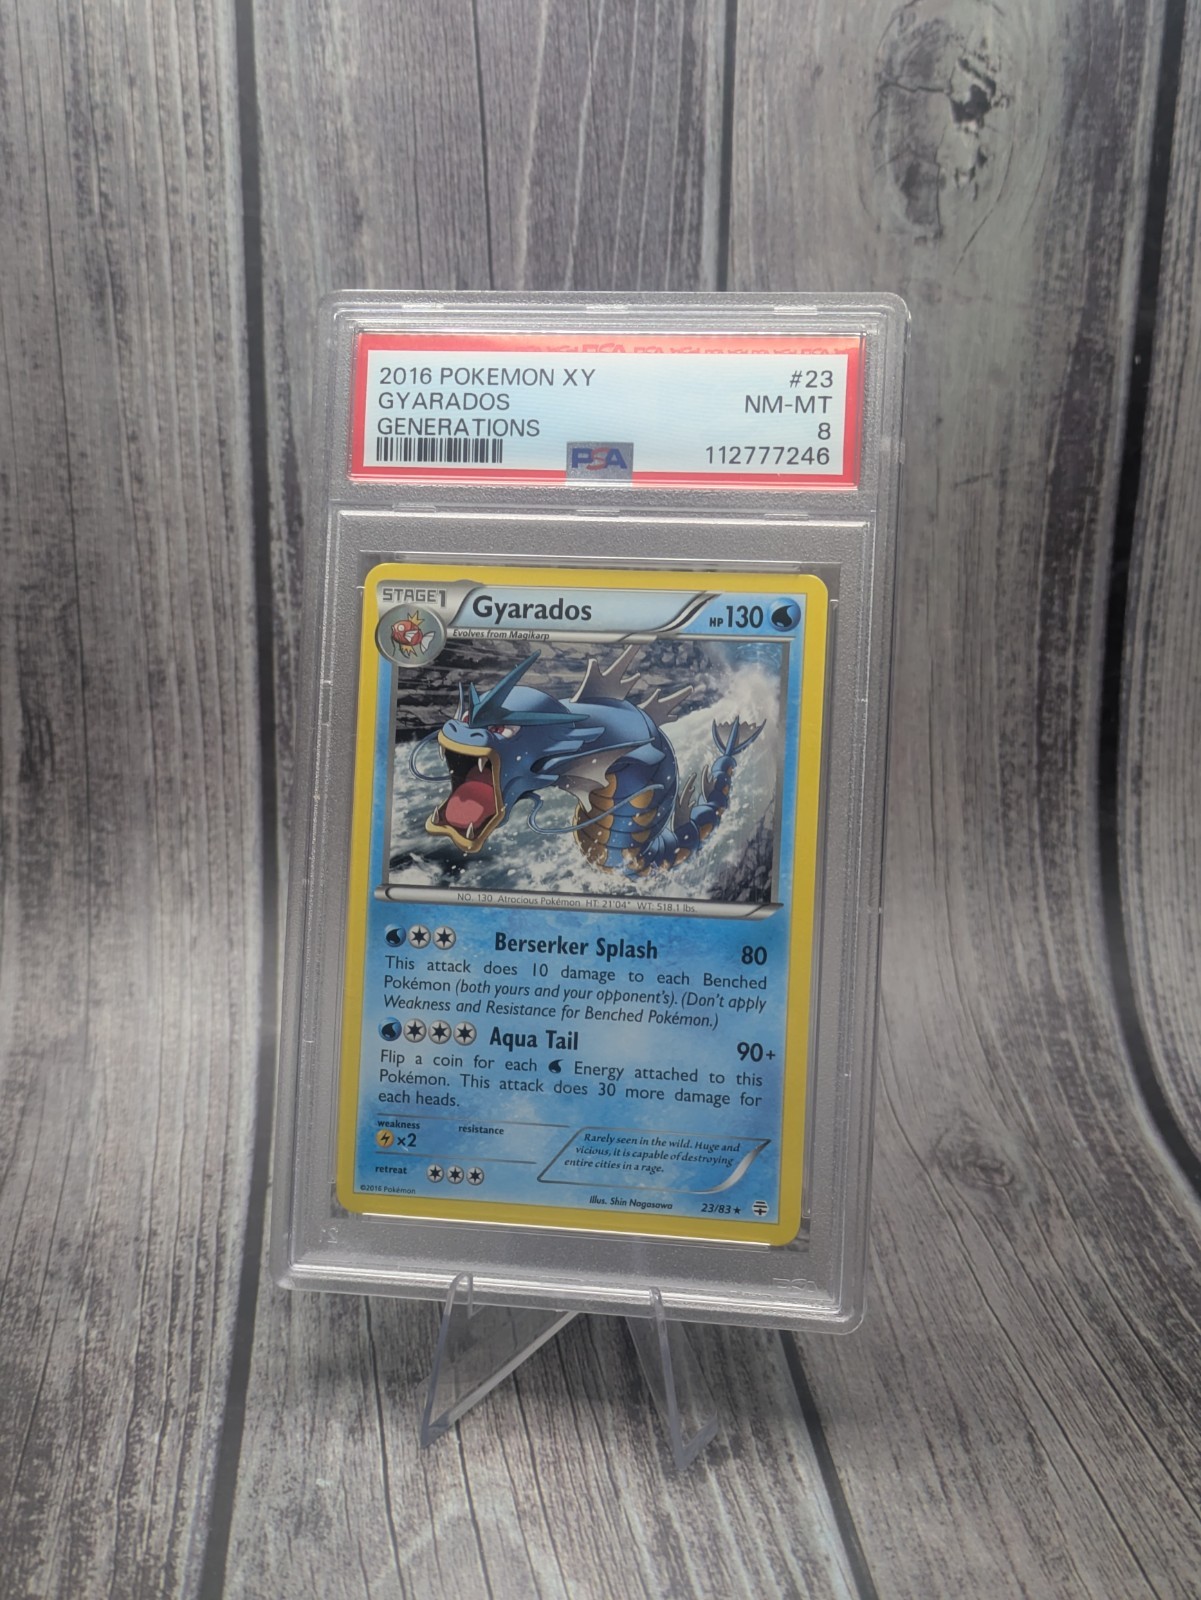 2016 POKEMON XY #23
GYARADOS NM-MT
GENERATIONS 8
PSA 112777246
STAGE1 Gyarados HP 130
Evolves from Magikarp
NO. 130 Atrocious Pokémon HT: 21'04" WT: 518.1 lbs.
Berserker Splash 80
This attack does 10 damage to each Benched
Pokémon (both yours and your opponent's). (Don't apply
Weakness and Resistance for Benched Pokémon.)
Aqua Tail 90+
Flip a coin for each Energy attached to this
Pokémon. This attack does 30 more damage for
each heads.
weakness resistance
×2
retreat
Rarely seen in the wild. Huge and
vicious, it is capable of destroying
entire cities in a rage.
©2016 Pokémon Illus. Shin Nagasawa 23/83